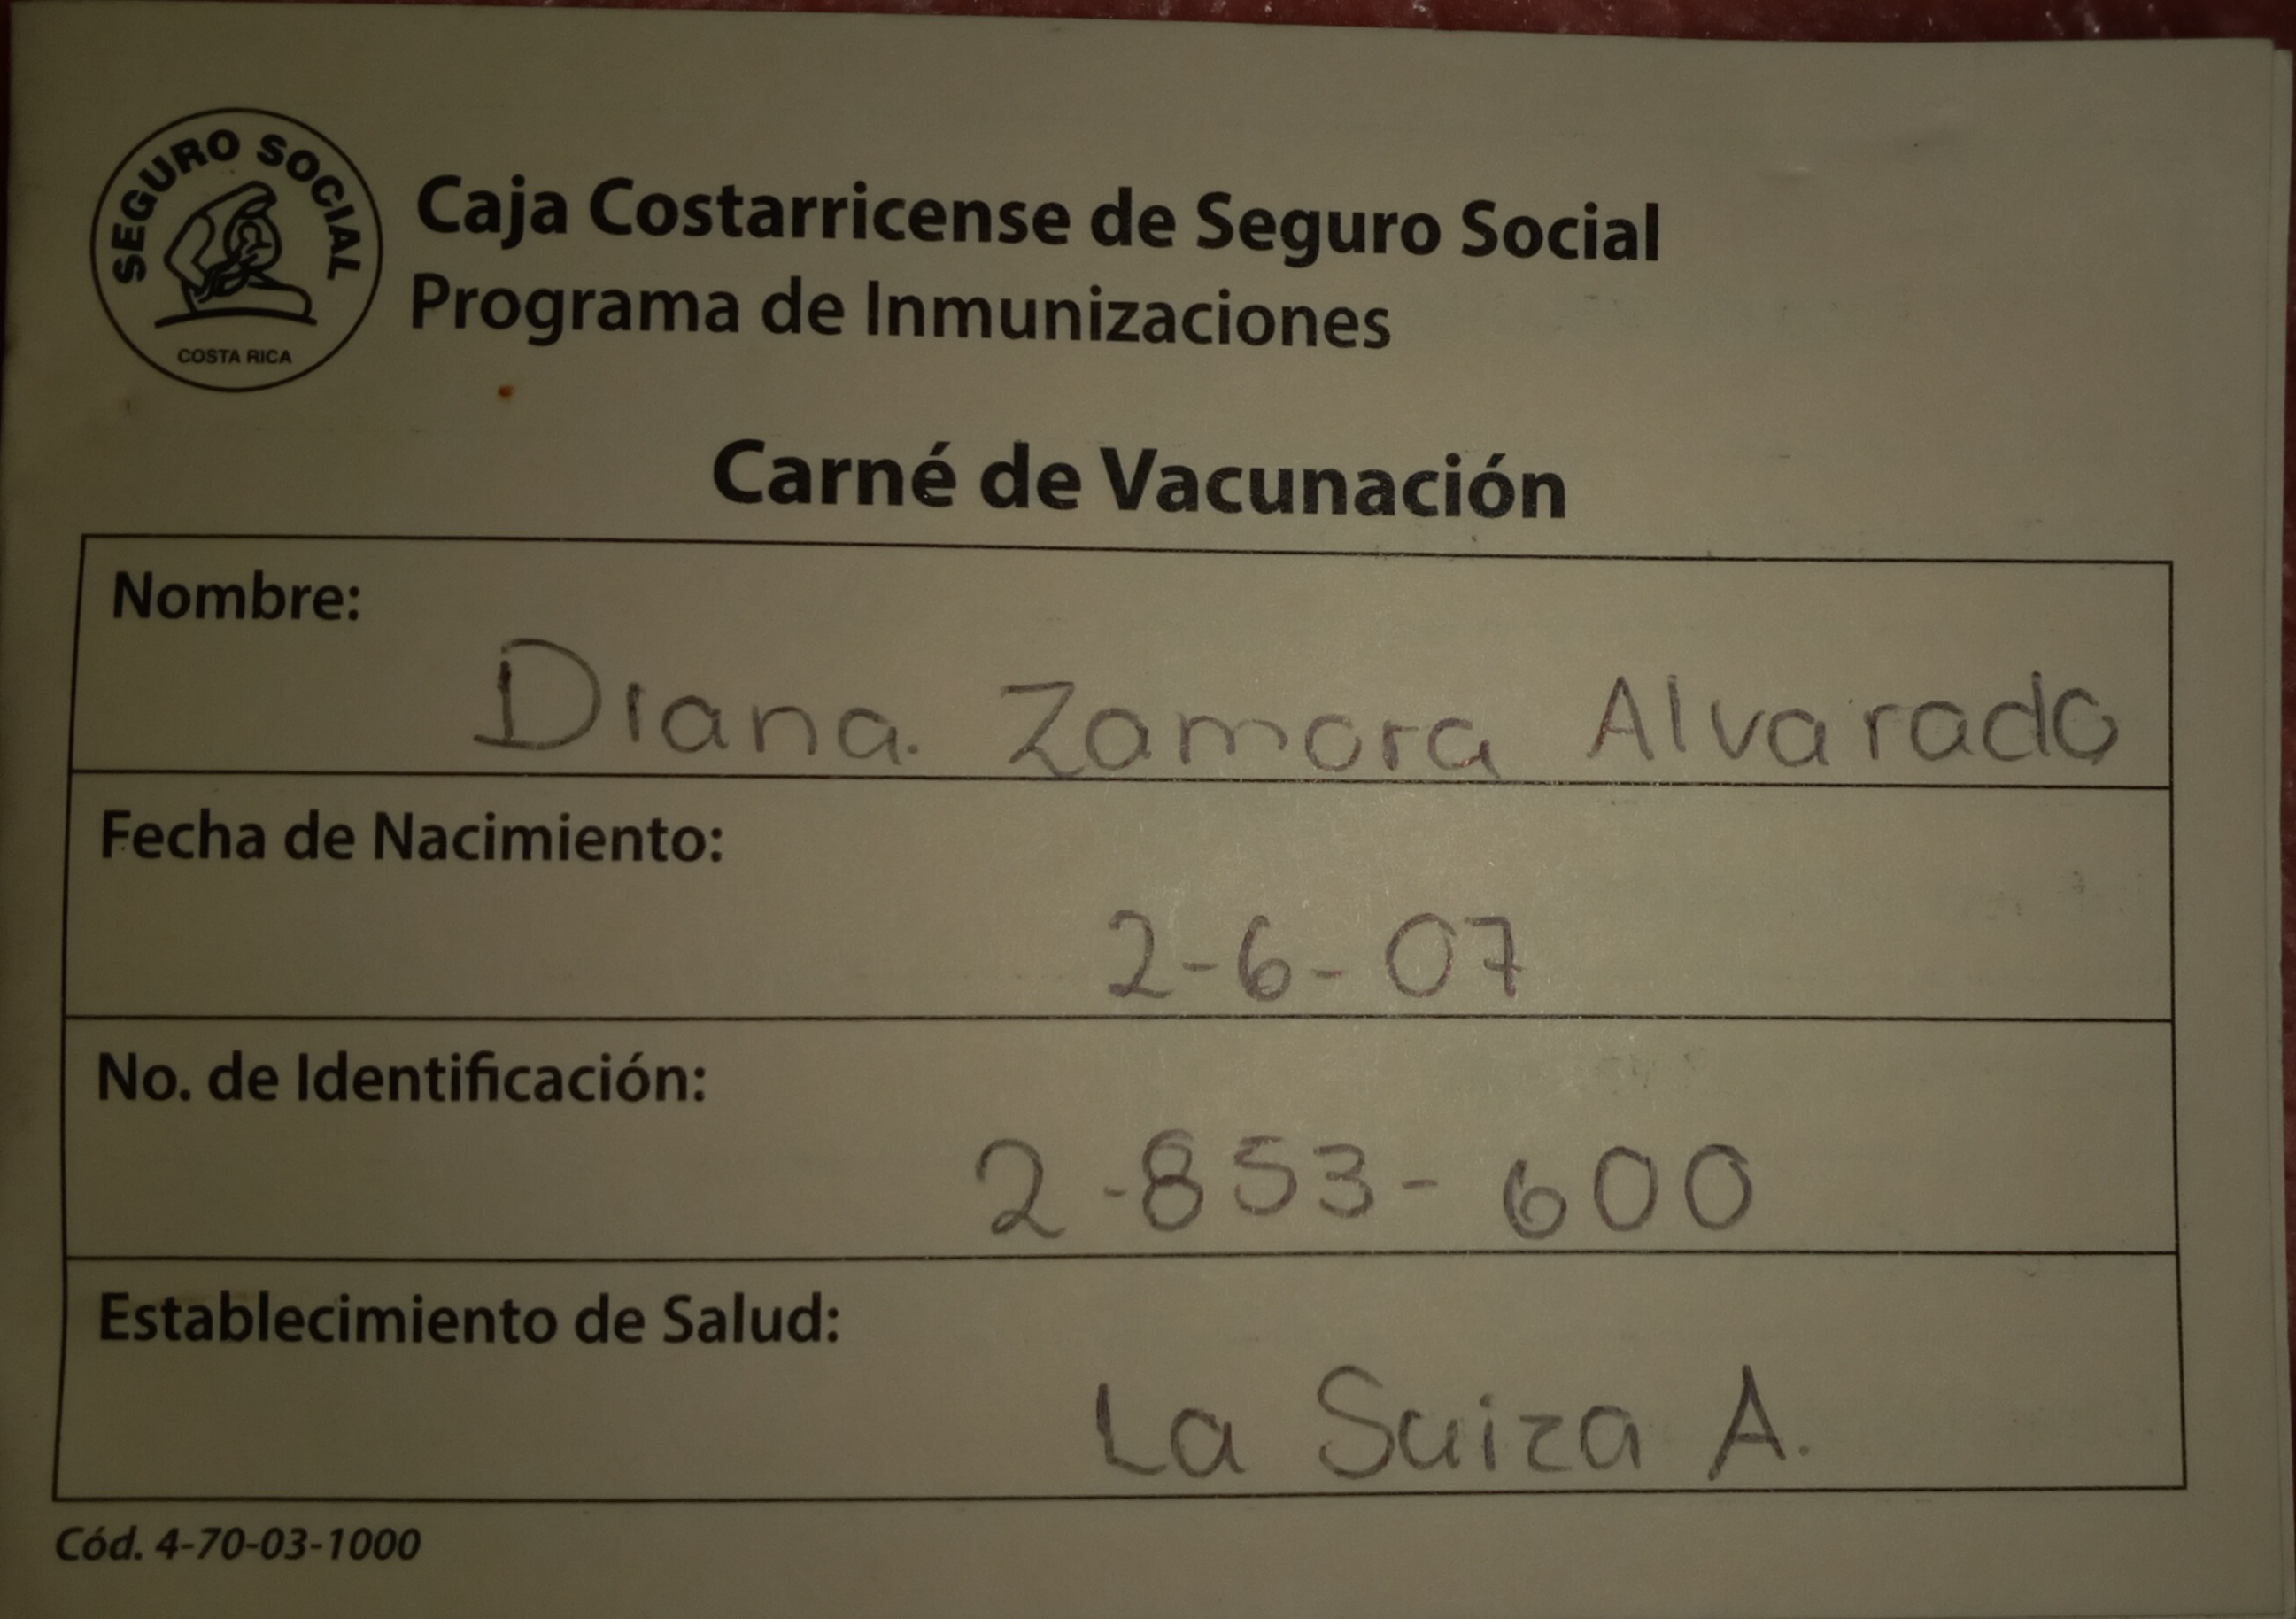 SEGURO SOCIAL
COSTA RICA
Caja Costarricense de Seguro Social
Programa de Inmunizaciones
Carné de Vacunación
Nombre:
Diana Zamora Alvarado
Fecha de Nacimiento:
2-6-07
No. de Identificación:
2-853-600
Establecimiento de Salud:
La Suiza A.
Cód. 4-70-03-1000